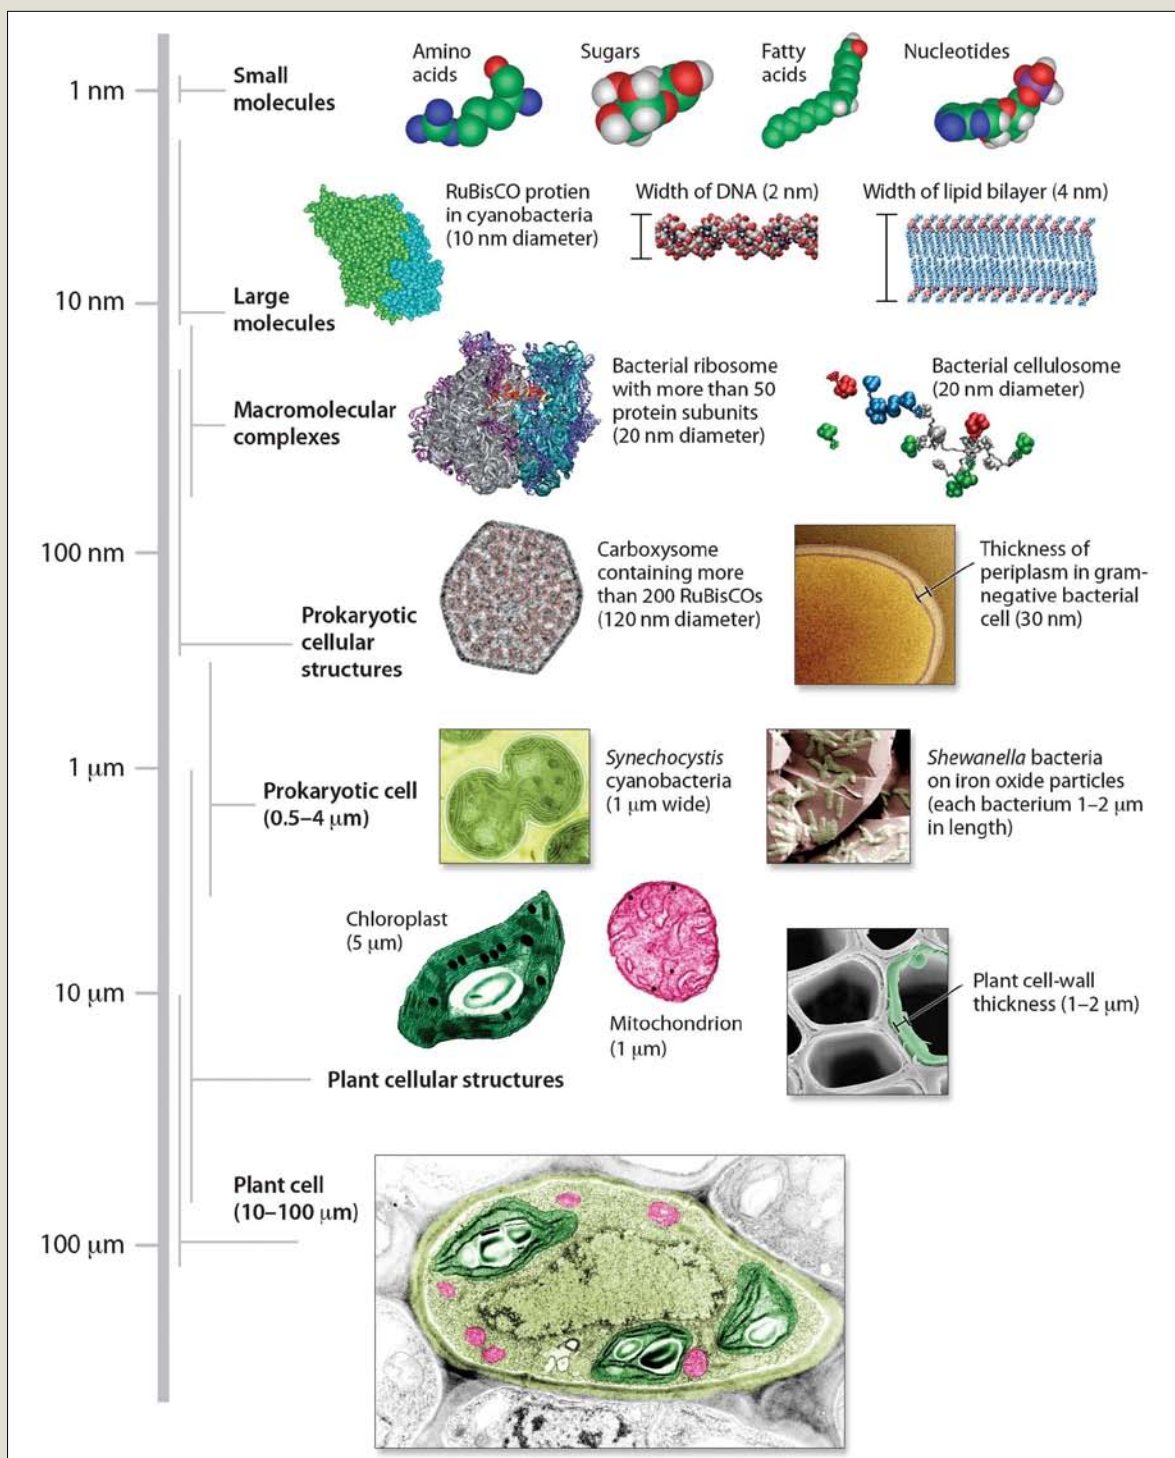 Amino
acids
Sugars
Fatty
acids
Nucleotides
1 nm
Small
molecules
RuBisCO protien
in cyanobacteria
(10 nm diameter)
Width of DNA (2 nm)
Width of lipid bilayer (4 nm)
10 nm
Large
molecules
Macromolecular
complexes
Bacterial ribosome
with more than 50
protein subunits
(20 nm diameter)
Bacterial cellulosome
(20 nm diameter)
100 nm
Carboxysome
containing more
than 200 RuBisCOs
(120 nm diameter)
Thickness of
periplasm in gram-
negative bacterial
cell (30 nm)
Prokaryotic
cellular
structures
1 μm
Prokaryotic cell
(0.5–4 μm)
Synechocystis
cyanobacteria
(1 μm wide)
Shewanella bacteria
on iron oxide particles
(each bacterium 1–2 μm
in length)
Chloroplast
(5 μm)
10 μm
Mitochondrion
(1 μm)
Plant cell-wall
thickness (1–2 μm)
Plant cellular structures
Plant cell
(10–100 μm)
100 μm